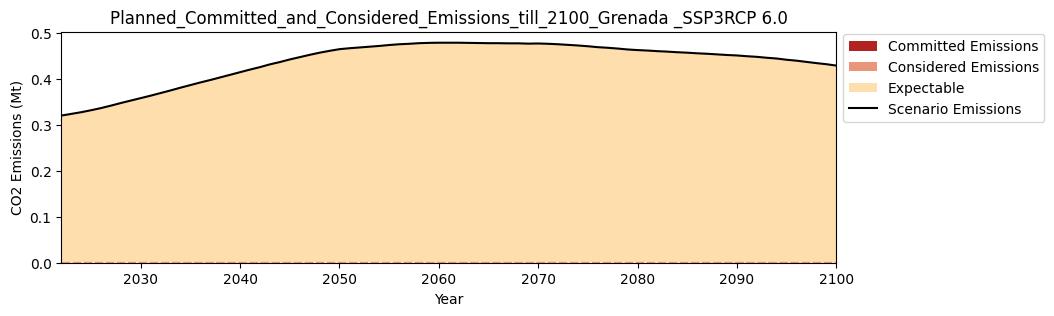 Planned_Committed_and_Considered_Emissions_till_2100_Grenada _SSP3RCP 6.0
CO2 Emissions (Mt)
0.5
0.4
0.3
0.2
0.1
0.0
2030 2040 2050 2060 2070 2080 2090 2100
Year
Committed Emissions
Considered Emissions
Expectable
Scenario Emissions